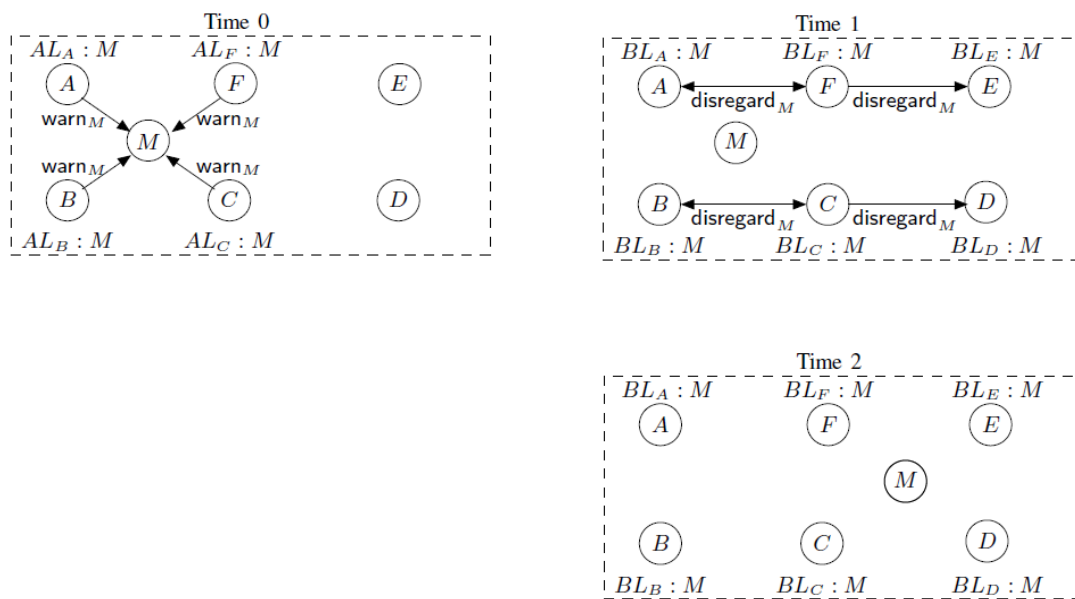 Time 0
AL_A : M AL_F : M
A F E
warn_M warn_M
M
warn_M warn_M
B C D
AL_B : M AL_C : M
Time 1
BL_A : M BL_F : M BL_E : M
A F E
disregard_M disregard_M
M
B C D
disregard_M disregard_M
BL_B : M BL_C : M BL_D : M
Time 2
BL_A : M BL_F : M BL_E : M
A F E
M
B C D
BL_B : M BL_C : M BL_D : M